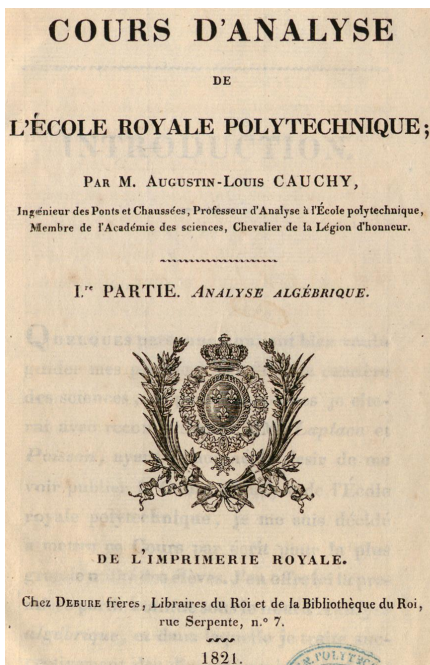 COURS D'ANALYSE
DE
L'ÉCOLE ROYALE POLYTECHNIQUE;
PAR M. AUGUSTIN-LOUIS CAUCHY,
Ingénieur des Ponts et Chaussées, Professeur d'Analyse à l'École polytechnique,
Membre de l'Académie des sciences, Chevalier de la Légion d'honneur.
I.re PARTIE. ANALYSE ALGÉBRIQUE.
DE L'IMPRIMERIE ROYALE.
Chez DEBURE frères, Libraires du Roi et de la Bibliothèque du Roi,
rue Serpente, n.º 7.
1821.